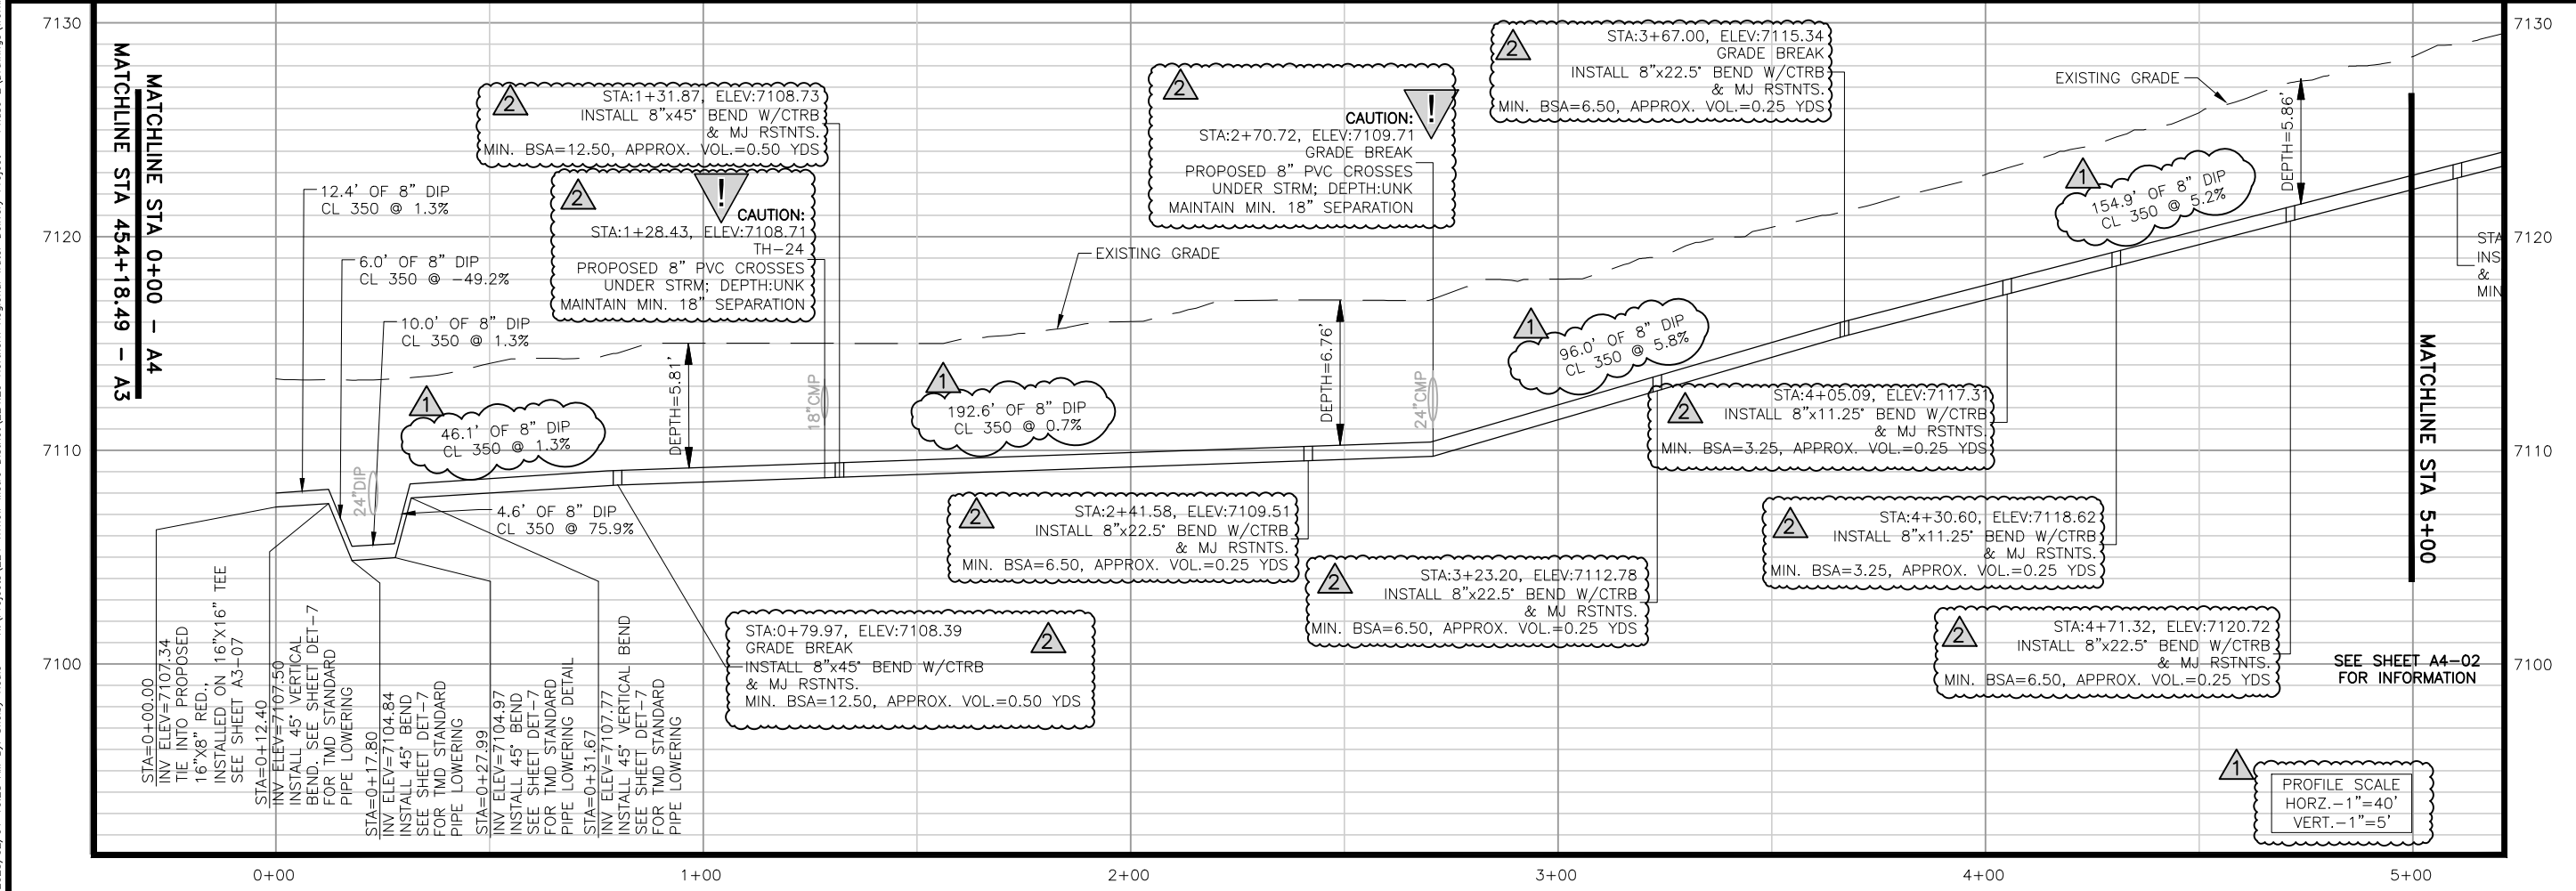 7130
7120
7110
7100
MATCHLINE STA 0+00 – A4
MATCHLINE STA 454+18.49 – A3
12.4' OF 8" DIP
CL 350 @ 1.3%
6.0' OF 8" DIP
CL 350 @ -49.2%
10.0' OF 8" DIP
CL 350 @ 1.3%
1
46.1' OF 8" DIP
CL 350 @ 1.3%
24"DIP
4.6' OF 8" DIP
CL 350 @ 75.9%
2
STA:1+31.87, ELEV:7108.73
INSTALL 8"x45° BEND W/CTRB
& MJ RSTNTS.
MIN. BSA=12.50, APPROX. VOL.=0.50 YDS
2
!
CAUTION:
STA:1+28.43, ELEV:7108.71
TH-24
PROPOSED 8" PVC CROSSES
UNDER STRM; DEPTH:UNK
MAINTAIN MIN. 18" SEPARATION
DEPTH=5.81'
18"CMP
EXISTING GRADE
1
192.6' OF 8" DIP
CL 350 @ 0.7%
2
!
CAUTION:
STA:2+70.72, ELEV:7109.71
GRADE BREAK
PROPOSED 8" PVC CROSSES
UNDER STRM; DEPTH:UNK
MAINTAIN MIN. 18" SEPARATION
DEPTH=6.76'
24"CMP
2
STA:3+67.00, ELEV:7115.34
GRADE BREAK
INSTALL 8"x22.5° BEND W/CTRB
& MJ RSTNTS.
MIN. BSA=6.50, APPROX. VOL.=0.25 YDS
1
96.0' OF 8" DIP
CL 350 @ 5.8%
EXISTING GRADE
DEPTH=5.86'
1
154.9' OF 8" DIP
CL 350 @ 5.2%
STA
INS
&
MIN
MATCHLINE STA 5+00
2
STA:4+05.09, ELEV:7117.31
INSTALL 8"x11.25° BEND W/CTRB
& MJ RSTNTS.
MIN. BSA=3.25, APPROX. VOL.=0.25 YDS
2
STA:2+41.58, ELEV:7109.51
INSTALL 8"x22.5° BEND W/CTRB
& MJ RSTNTS.
MIN. BSA=6.50, APPROX. VOL.=0.25 YDS
2
STA:3+23.20, ELEV:7112.78
INSTALL 8"x22.5° BEND W/CTRB
& MJ RSTNTS.
MIN. BSA=6.50, APPROX. VOL.=0.25 YDS
2
STA:4+30.60, ELEV:7118.62
INSTALL 8"x11.25° BEND W/CTRB
& MJ RSTNTS.
MIN. BSA=3.25, APPROX. VOL.=0.25 YDS
2
STA:0+79.97, ELEV:7108.39
GRADE BREAK
INSTALL 8"x45° BEND W/CTRB
& MJ RSTNTS.
MIN. BSA=12.50, APPROX. VOL.=0.50 YDS
2
STA:4+71.32, ELEV:7120.72
INSTALL 8"x22.5° BEND W/CTRB
& MJ RSTNTS.
MIN. BSA=6.50, APPROX. VOL.=0.25 YDS
SEE SHEET A4-02
FOR INFORMATION
STA=0+00.00
INV ELEV=7107.34
TIE INTO PROPOSED
16"X8" RED.,
INSTALLED ON 16"X16" TEE
SEE SHEET A3-07
STA=0+12.40
INV ELEV=7107.50
INSTALL 45° VERTICAL
BEND. SEE SHEET DET-7
FOR TMD STANDARD
PIPE LOWERING
STA=0+17.80
INV ELEV=7104.84
INSTALL 45° BEND
SEE SHEET DET-7
FOR TMD STANDARD
PIPE LOWERING
STA=0+27.99
INV ELEV=7104.97
INSTALL 45° BEND
SEE SHEET DET-7
FOR TMD STANDARD
PIPE LOWERING DETAIL
STA=0+31.67
INV ELEV=7107.77
INSTALL 45° VERTICAL BEND
SEE SHEET DET-7
FOR TMD STANDARD
PIPE LOWERING
1
PROFILE SCALE
HORZ.-1"=40'
VERT.-1"=5'
7130
7120
7110
7100
0+00
1+00
2+00
3+00
4+00
5+00